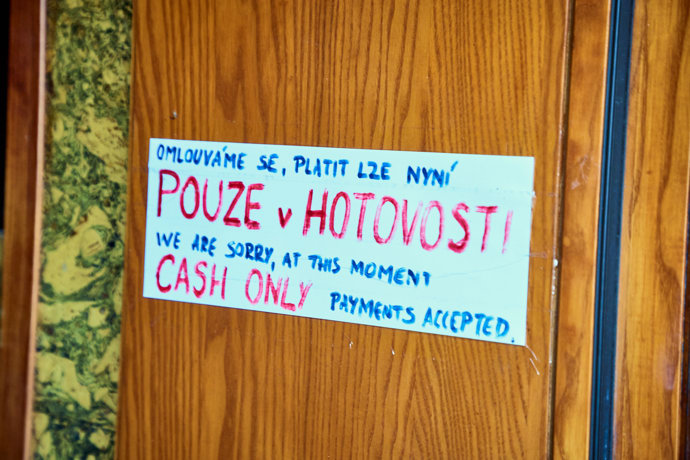 OMLOUVÁME SE, PLATIT LZE NYNÍ
POUZE v HOTOVOSTI!
WE ARE SORRY, AT THIS MOMENT
CASH ONLY PAYMENTS ACCEPTED.